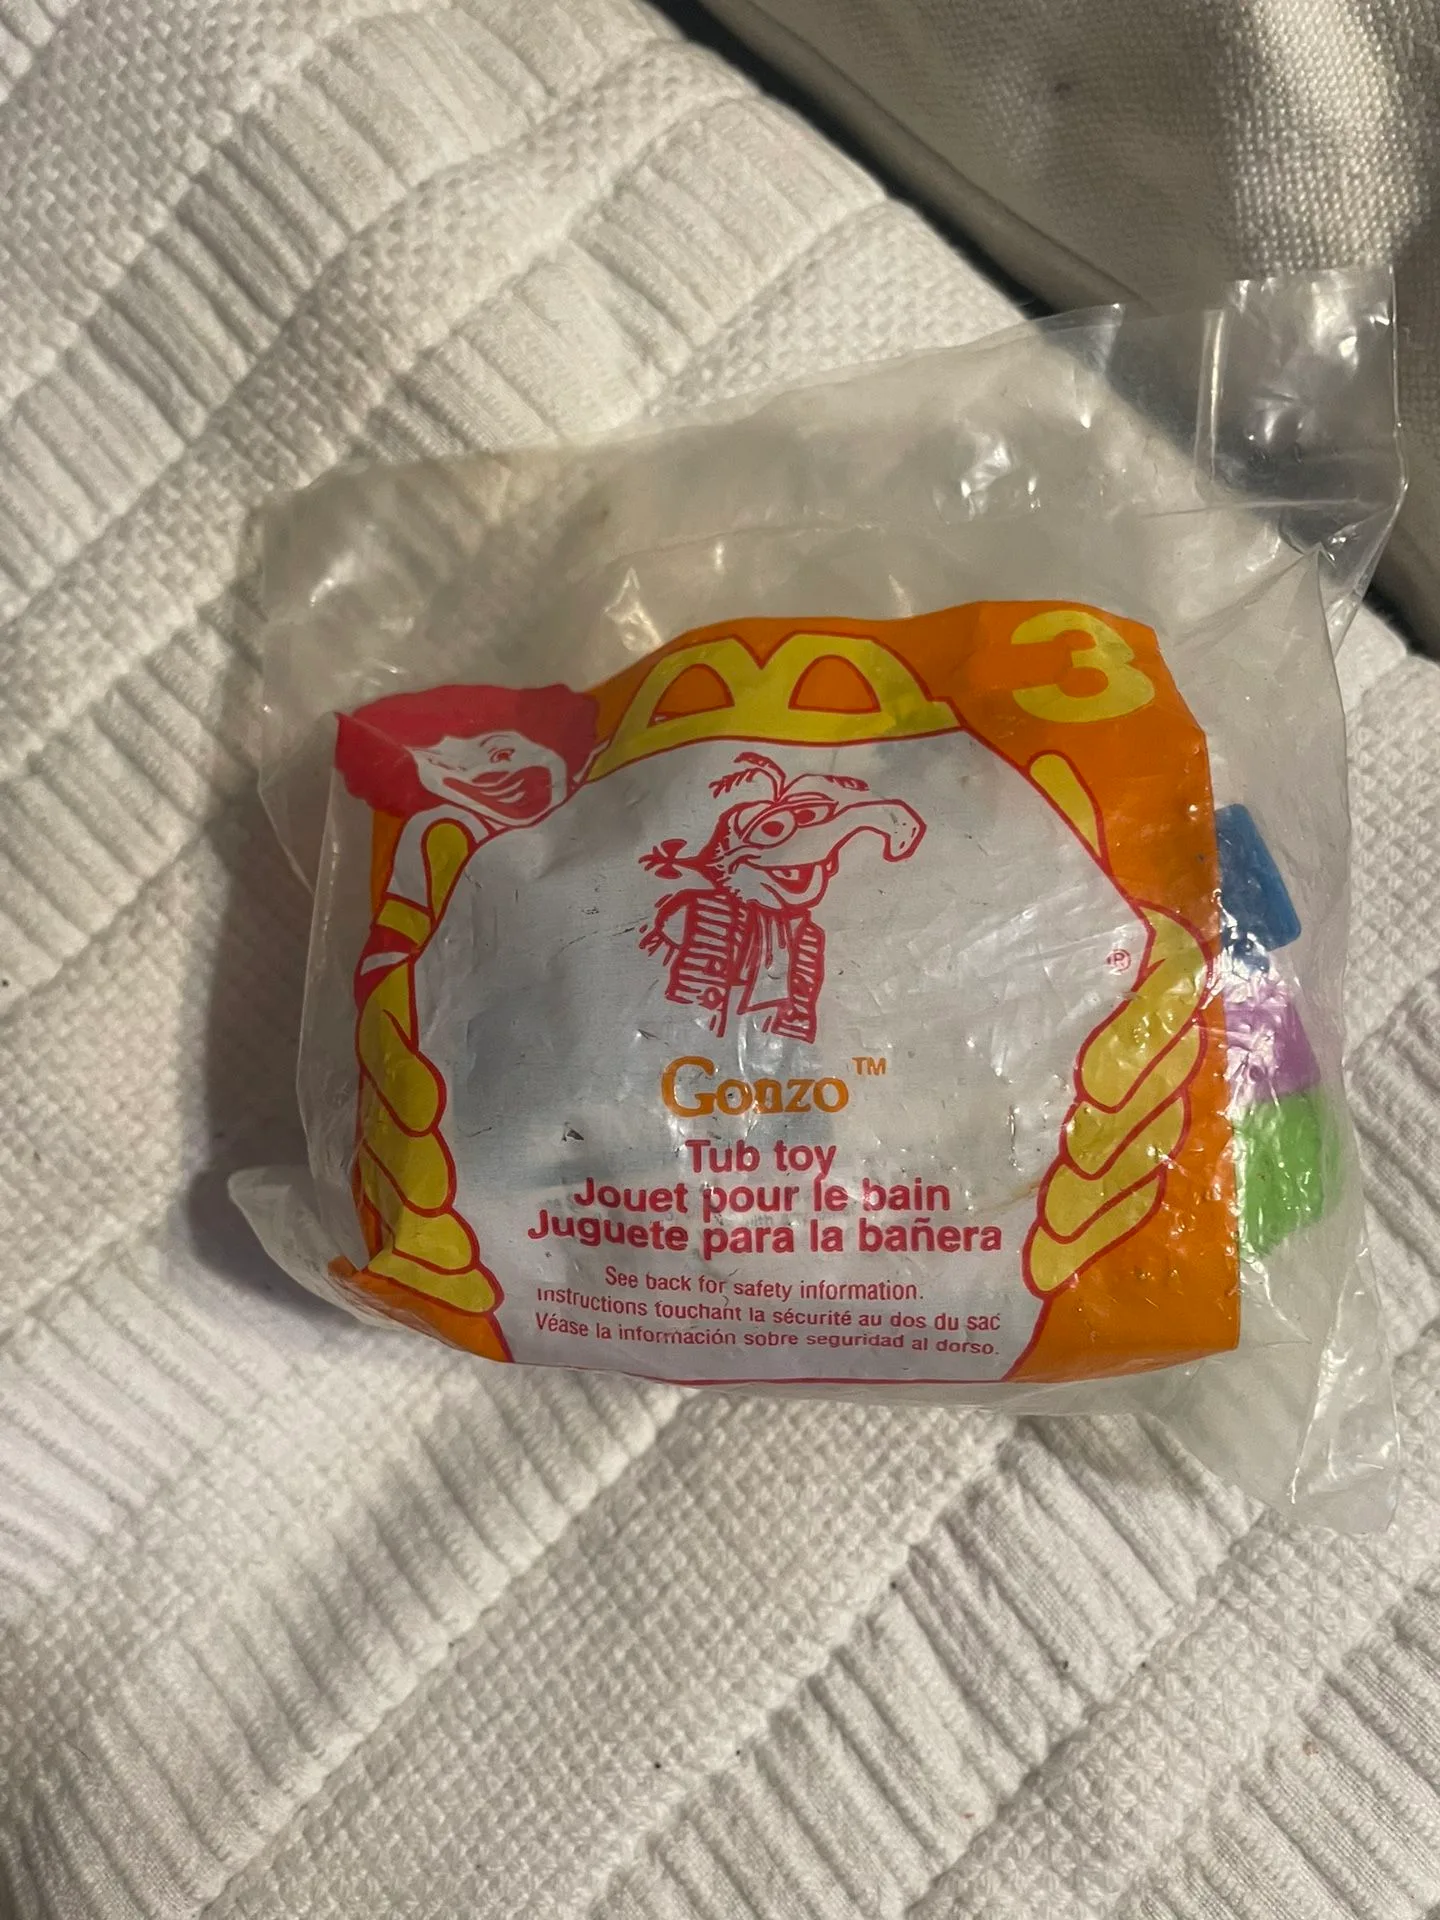 3
®
Gonzo™
Tub toy
Jouet pour le bain
Juguete para la bañera
See back for safety information.
Instructions touchant la sécurité au dos du sac
Véase la información sobre seguridad al dorso.